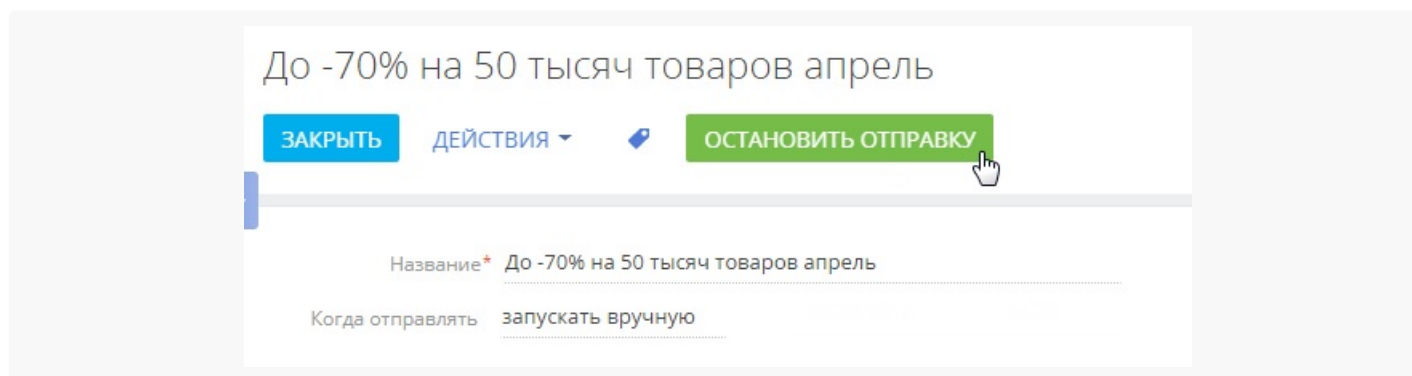 До -70% на 50 тысяч товаров апрель
ЗАКРЫТЬ ДЕЙСТВИЯ ОСТАНОВИТЬ ОТПРАВКУ
Название* До -70% на 50 тысяч товаров апрель
Когда отправлять запускать вручную